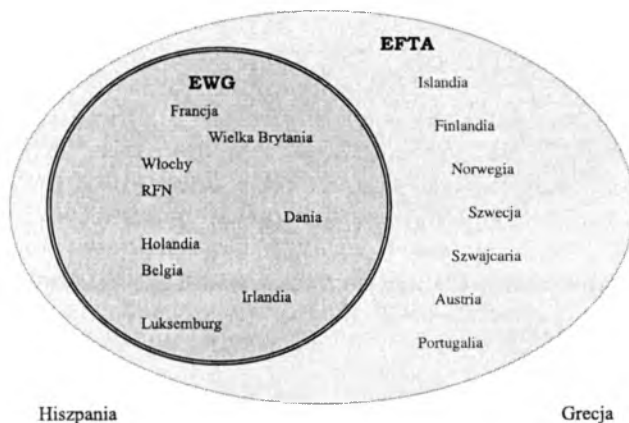 EFTA
EWG
Islandia
Francja
Finlandia
Wielka Brytania
Włochy
Norwegia
RFN
Dania
Szwecja
Holandia
Szwajcaria
Belgia
Irlandia
Austria
Luksemburg
Portugalia
Hiszpania
Grecja